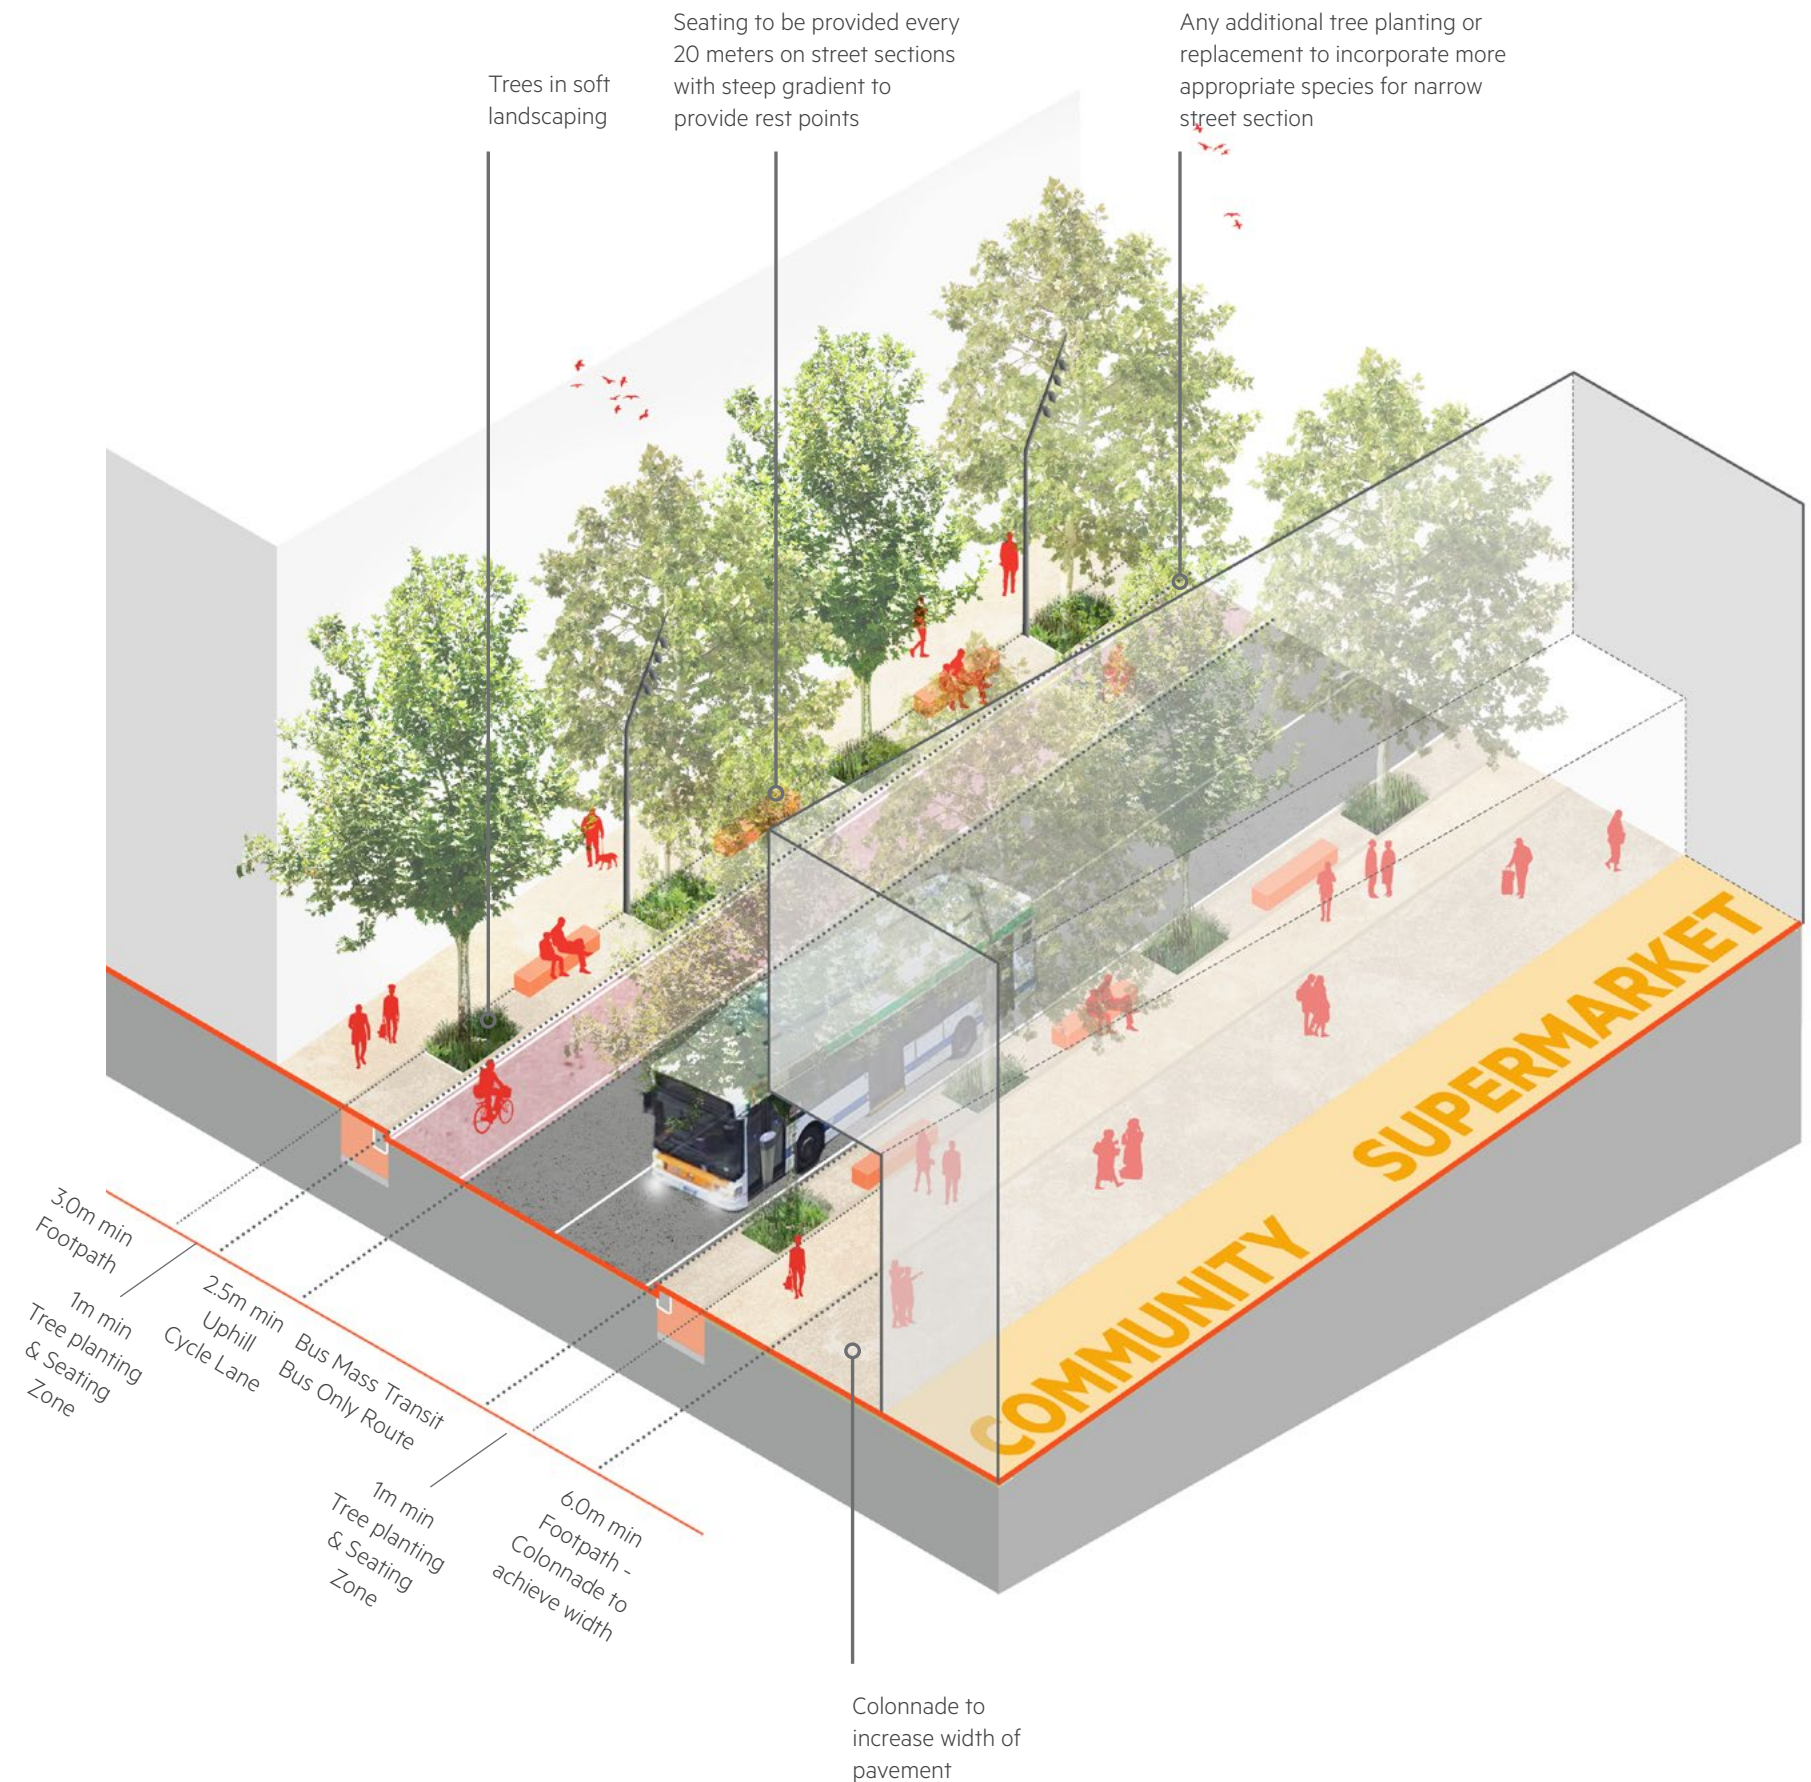 Trees in soft
landscaping
Seating to be provided every
20 meters on street sections
with steep gradient to
provide rest points
Any additional tree planting or
replacement to incorporate more
appropriate species for narrow
street section
3.0m min
Footpath
1m min
Tree planting
& Seating
Zone
2.5m min
Uphill
Cycle Lane
Bus Mass Transit
Bus Only Route
1m min
Tree planting
& Seating
Zone
6.0m min
Footpath -
Colonnade to
achieve width
COMMUNITY SUPERMARKET
Colonnade to
increase width of
pavement